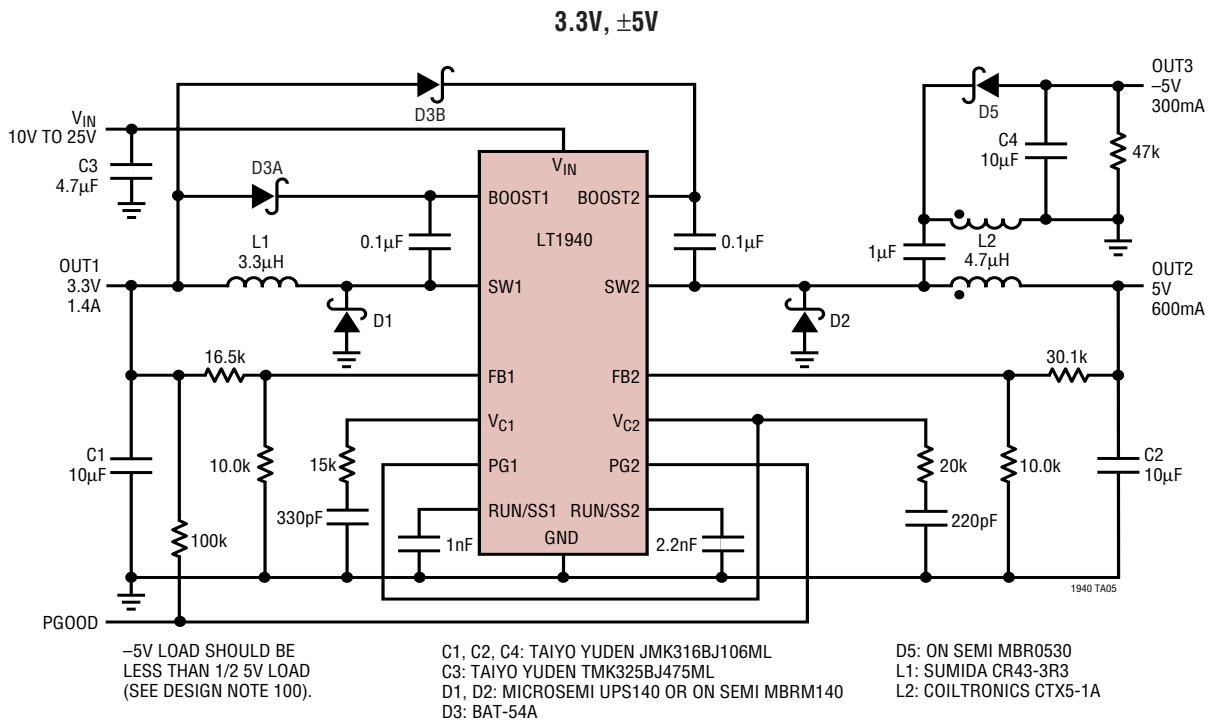 3.3V, ±5V
OUT3
–5V
300mA
D3B
D5
VIN
10V TO 25V
C4
10µF
47k
C3
4.7µF
D3A
VIN
BOOST1
BOOST2
LT1940
0.1µF
0.1µF
1µF
L2
4.7µH
L1
3.3µH
OUT1
3.3V
1.4A
SW1
SW2
OUT2
5V
600mA
D1
D2
16.5k
30.1k
FB1
FB2
VC1
VC2
C1
10µF
10.0k
15k
PG1
PG2
20k
10.0k
C2
10µF
330pF
RUN/SS1
RUN/SS2
220pF
100k
1nF
GND
2.2nF
1940 TA05
PGOOD
–5V LOAD SHOULD BE
LESS THAN 1/2 5V LOAD
(SEE DESIGN NOTE 100).
C1, C2, C4: TAIYO YUDEN JMK316BJ106ML
C3: TAIYO YUDEN TMK325BJ475ML
D1, D2: MICROSEMI UPS140 OR ON SEMI MBRM140
D3: BAT-54A
D5: ON SEMI MBR0530
L1: SUMIDA CR43-3R3
L2: COILTRONICS CTX5-1A